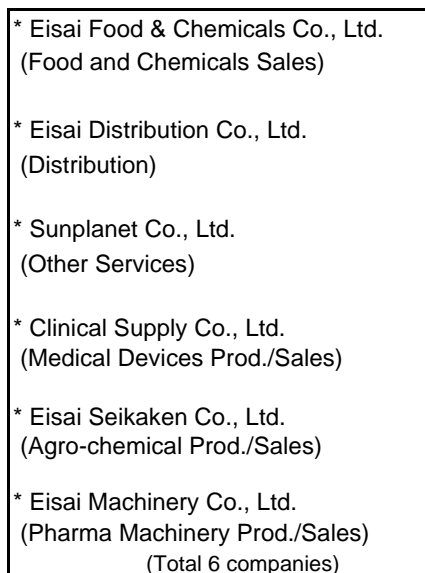 * Eisai Food & Chemicals Co., Ltd.
(Food and Chemicals Sales)
* Eisai Distribution Co., Ltd.
(Distribution)
* Sunplanet Co., Ltd.
(Other Services)
* Clinical Supply Co., Ltd.
(Medical Devices Prod./Sales)
* Eisai Seikaken Co., Ltd.
(Agro-chemical Prod./Sales)
* Eisai Machinery Co., Ltd.
(Pharma Machinery Prod./Sales)
(Total 6 companies)